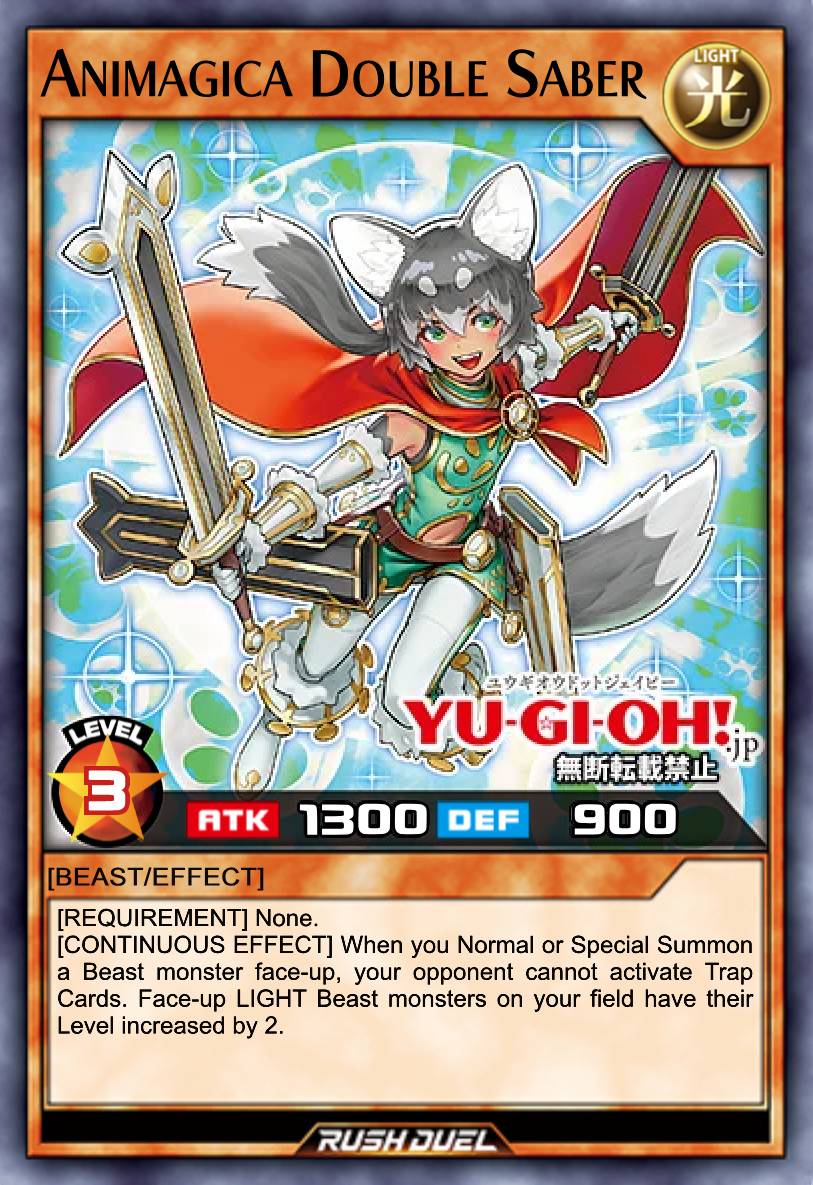 ANIMAGICA DOUBLE SABER
LIGHT
光
ユウギオウドットジェイピー
YU-GI-OH!.jp
無断転載禁止
LEVEL
3
ATK 1300 DEF 900
[BEAST/EFFECT]
[REQUIREMENT] None.
[CONTINUOUS EFFECT] When you Normal or Special Summon
a Beast monster face-up, your opponent cannot activate Trap
Cards. Face-up LIGHT Beast monsters on your field have their
Level increased by 2.
RUSH DUEL